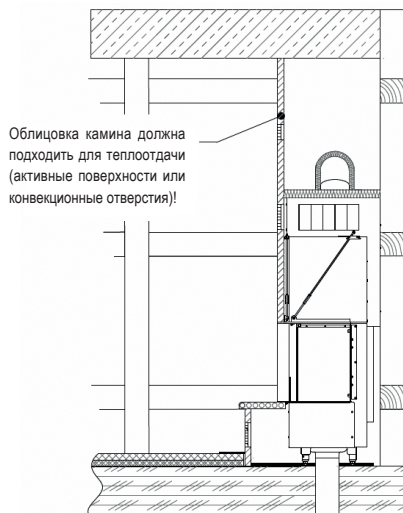 Облицовка камина должна
подходить для теплоотдачи
(активные поверхности или
конвекционные отверстия)!